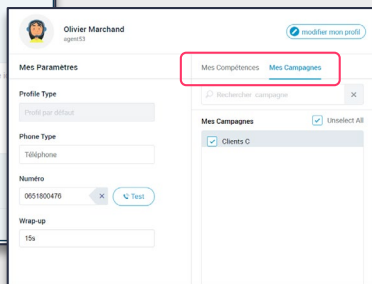 Olivier Marchand
agent53
modifier mon profil
Mes Paramètres
Profile Type
Profil par défaut
Phone Type
Téléphone
Numéro
0651800476
Test
Wrap-up
15s
Mes Compétences
Mes Campagnes
Rechercher campagne
Mes Campagnes
Unselect All
Clients C